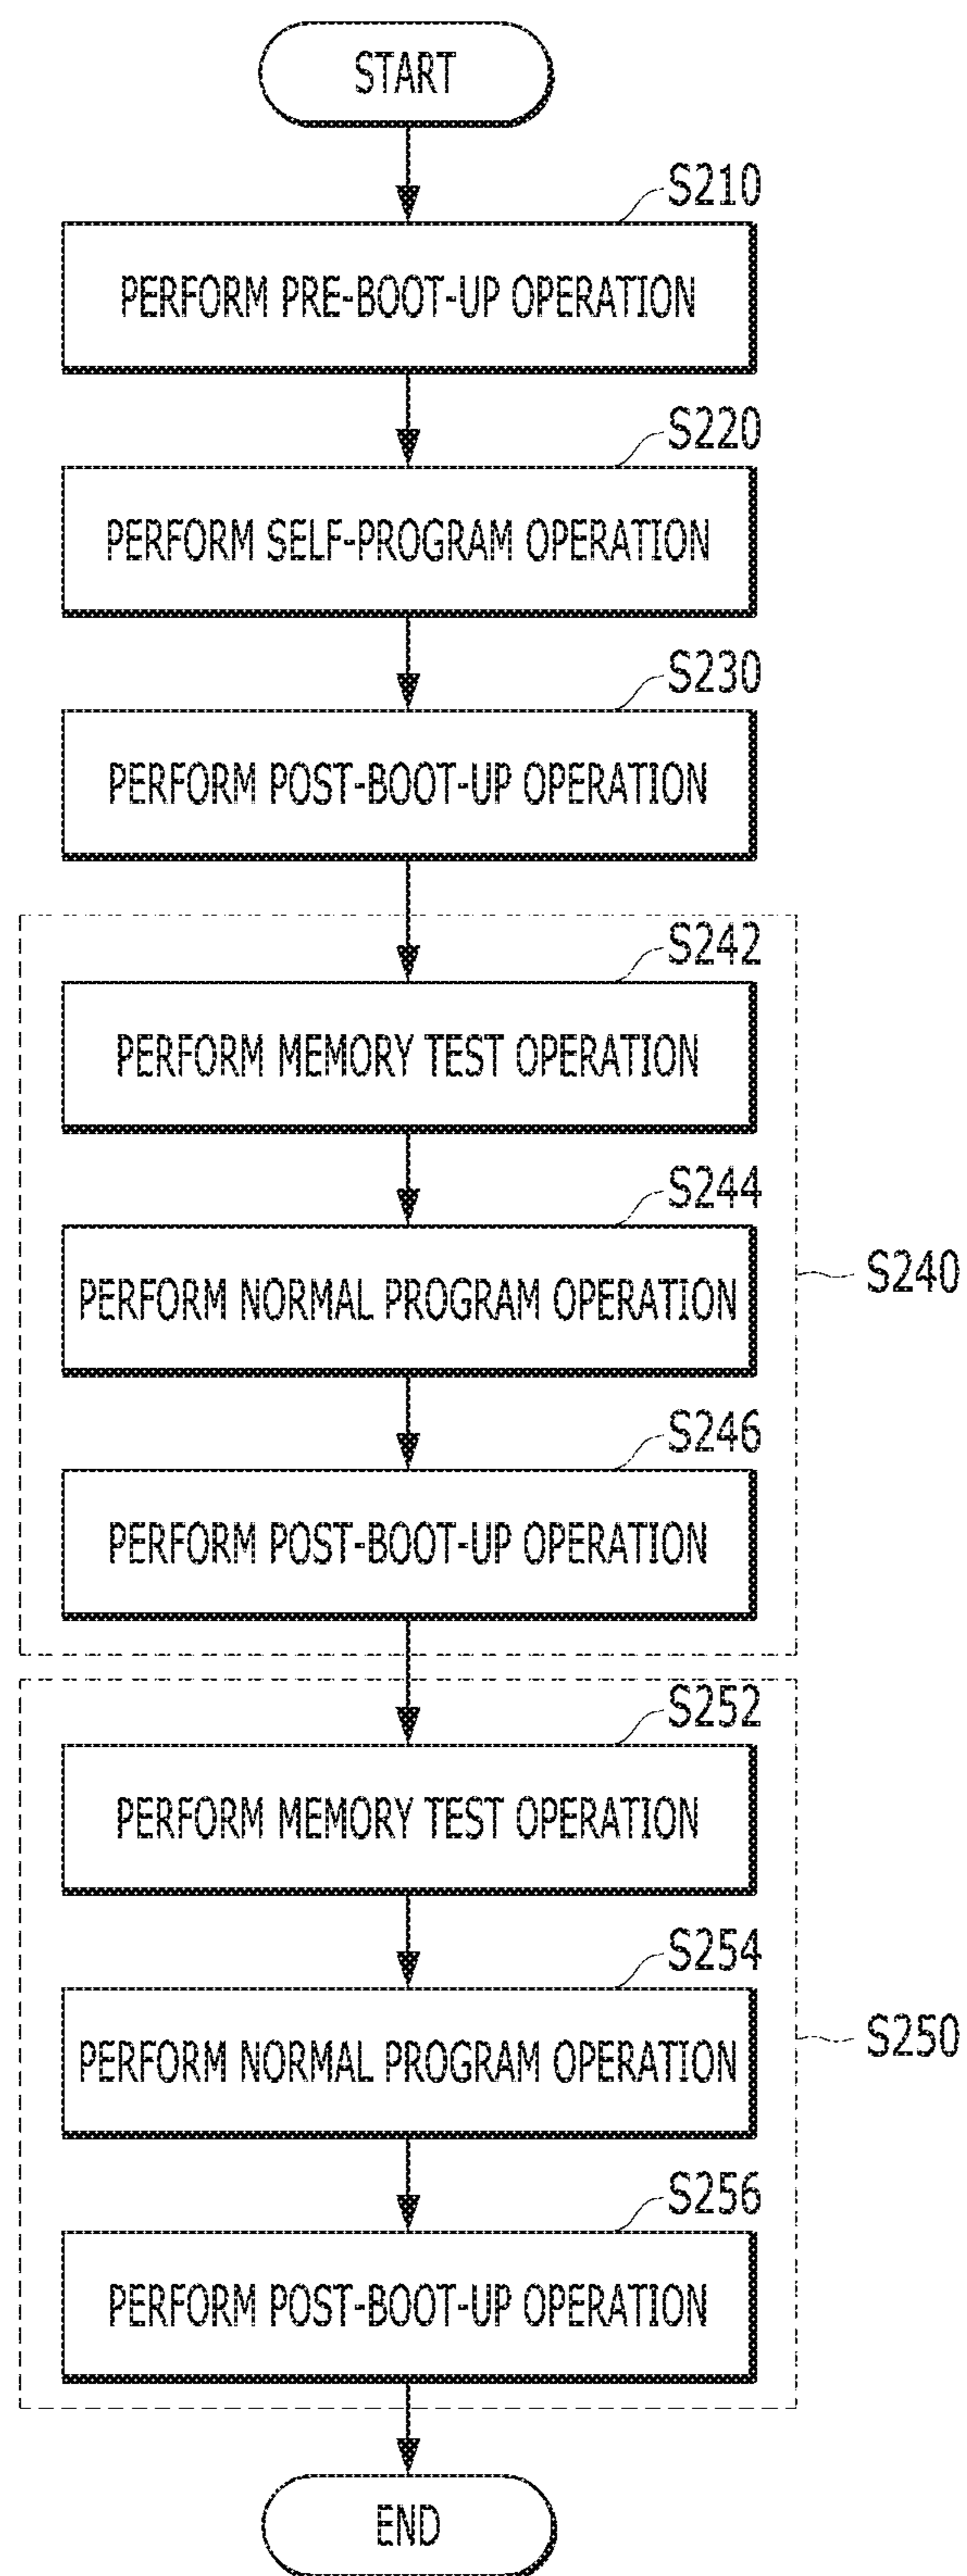 START
S210
PERFORM PRE-BOOT-UP OPERATION
S220
PERFORM SELF-PROGRAM OPERATION
S230
PERFORM POST-BOOT-UP OPERATION
S242
PERFORM MEMORY TEST OPERATION
S244
PERFORM NORMAL PROGRAM OPERATION
S240
S246
PERFORM POST-BOOT-UP OPERATION
S252
PERFORM MEMORY TEST OPERATION
S254
PERFORM NORMAL PROGRAM OPERATION
S250
S256
PERFORM POST-BOOT-UP OPERATION
END